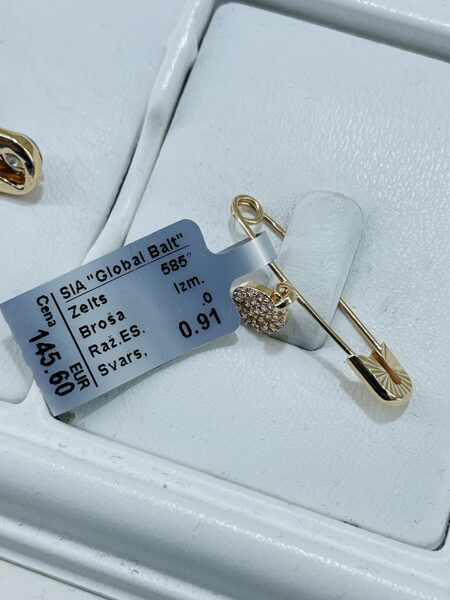 SIA "Global Balt"
Zelts 585°
Broša Izm.
Raž.ES. .0
Svars, 0.91
Cena 145.60 EUR